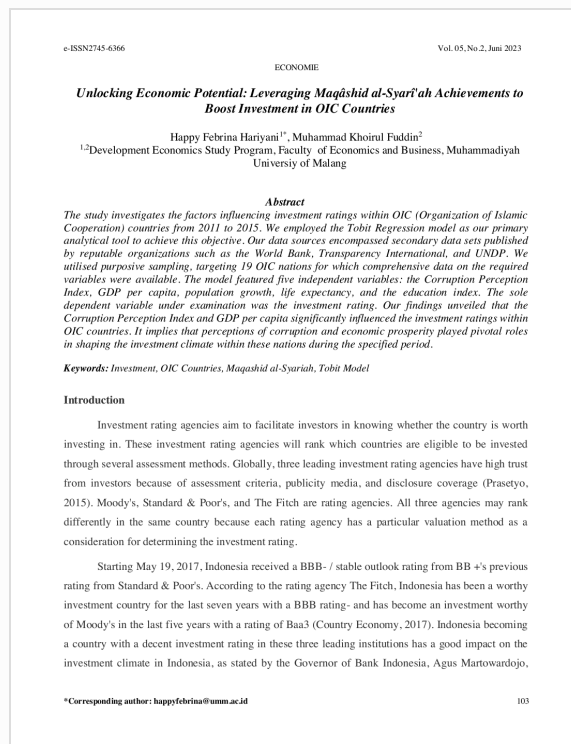 e-ISSN2745-6366 Vol. 05, No.2, Juni 2023
ECONOMIE
Unlocking Economic Potential: Leveraging Maqâshid al-Syarî'ah Achievements to
Boost Investment in OIC Countries
Happy Febrina Hariyani1*, Muhammad Khoirul Fuddin2
1,2Development Economics Study Program, Faculty of Economics and Business, Muhammadiyah
Universiy of Malang
Abstract
The study investigates the factors influencing investment ratings within OIC (Organization of Islamic
Cooperation) countries from 2011 to 2015. We employed the Tobit Regression model as our primary
analytical tool to achieve this objective. Our data sources encompassed secondary data sets published
by reputable organizations such as the World Bank, Transparency International, and UNDP. We
utilised purposive sampling, targeting 19 OIC nations for which comprehensive data on the required
variables were available. The model featured five independent variables: the Corruption Perception
Index, GDP per capita, population growth, life expectancy, and the education index. The sole
dependent variable under examination was the investment rating. Our findings unveiled that the
Corruption Perception Index and GDP per capita significantly influenced the investment ratings within
OIC countries. It implies that perceptions of corruption and economic prosperity played pivotal roles
in shaping the investment climate within these nations during the specified period.
Keywords: Investment, OIC Countries, Maqashid al-Syariah, Tobit Model
Introduction
Investment rating agencies aim to facilitate investors in knowing whether the country is worth
investing in. These investment rating agencies will rank which countries are eligible to be invested
through several assessment methods. Globally, three leading investment rating agencies have high trust
from investors because of assessment criteria, publicity media, and disclosure coverage (Prasetyo,
2015). Moody's, Standard & Poor's, and The Fitch are rating agencies. All three agencies may rank
differently in the same country because each rating agency has a particular valuation method as a
consideration for determining the investment rating.
Starting May 19, 2017, Indonesia received a BBB- / stable outlook rating from BB +'s previous
rating from Standard & Poor's. According to the rating agency The Fitch, Indonesia has been a worthy
investment country for the last seven years with a BBB rating- and has become an investment worthy
of Moody's in the last five years with a rating of Baa3 (Country Economy, 2017). Indonesia becoming
a country with a decent investment rating in these three leading institutions has a good impact on the
investment climate in Indonesia, as stated by the Governor of Bank Indonesia, Agus Martowardojo,
*Corresponding author: happyfebrina@umm.ac.id 103